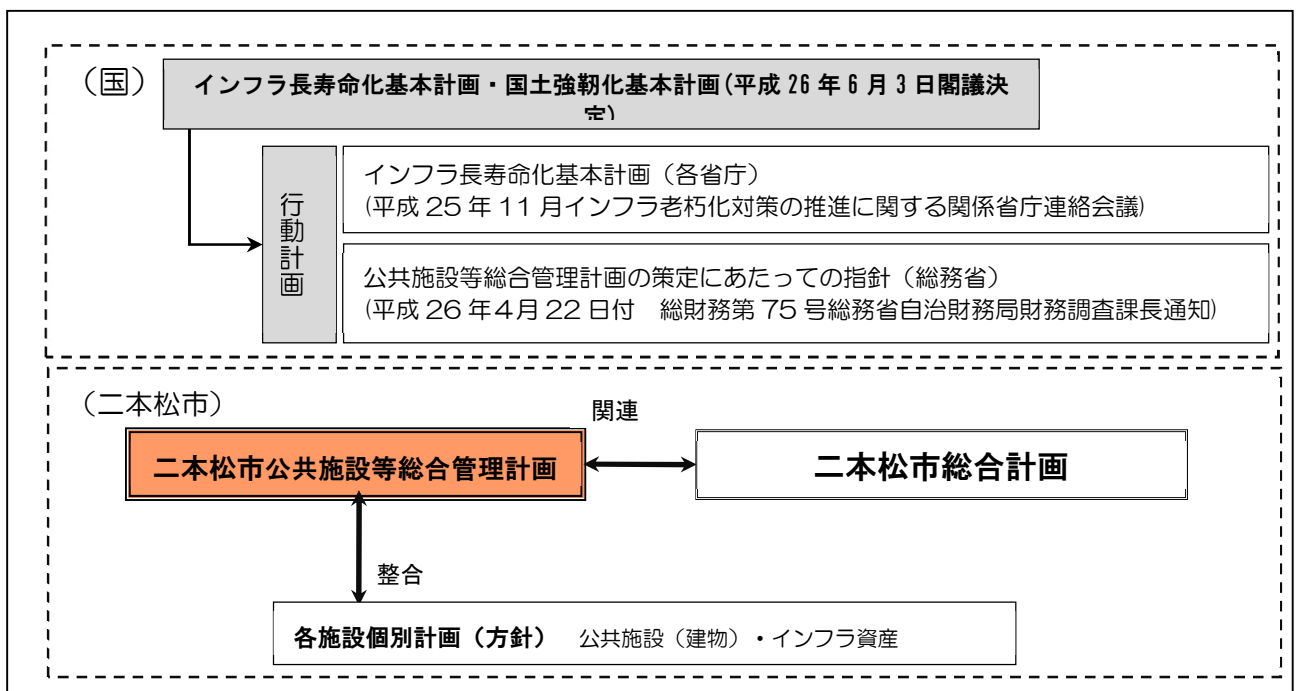 （国）
インフラ長寿命化基本計画・国土強靭化基本計画(平成 26 年 6 月 3 日閣議決
定)
行動計画
インフラ長寿命化基本計画（各省庁）
(平成 25 年 11 月インフラ老朽化対策の推進に関する関係省庁連絡会議)
公共施設等総合管理計画の策定にあたっての指針（総務省）
(平成 26 年４月 22 日付　総財務第 75 号総務省自治財務局財務調査課長通知)
（二本松市）
関連
二本松市公共施設等総合管理計画
二本松市総合計画
整合
各施設個別計画（方針）　公共施設（建物）・インフラ資産